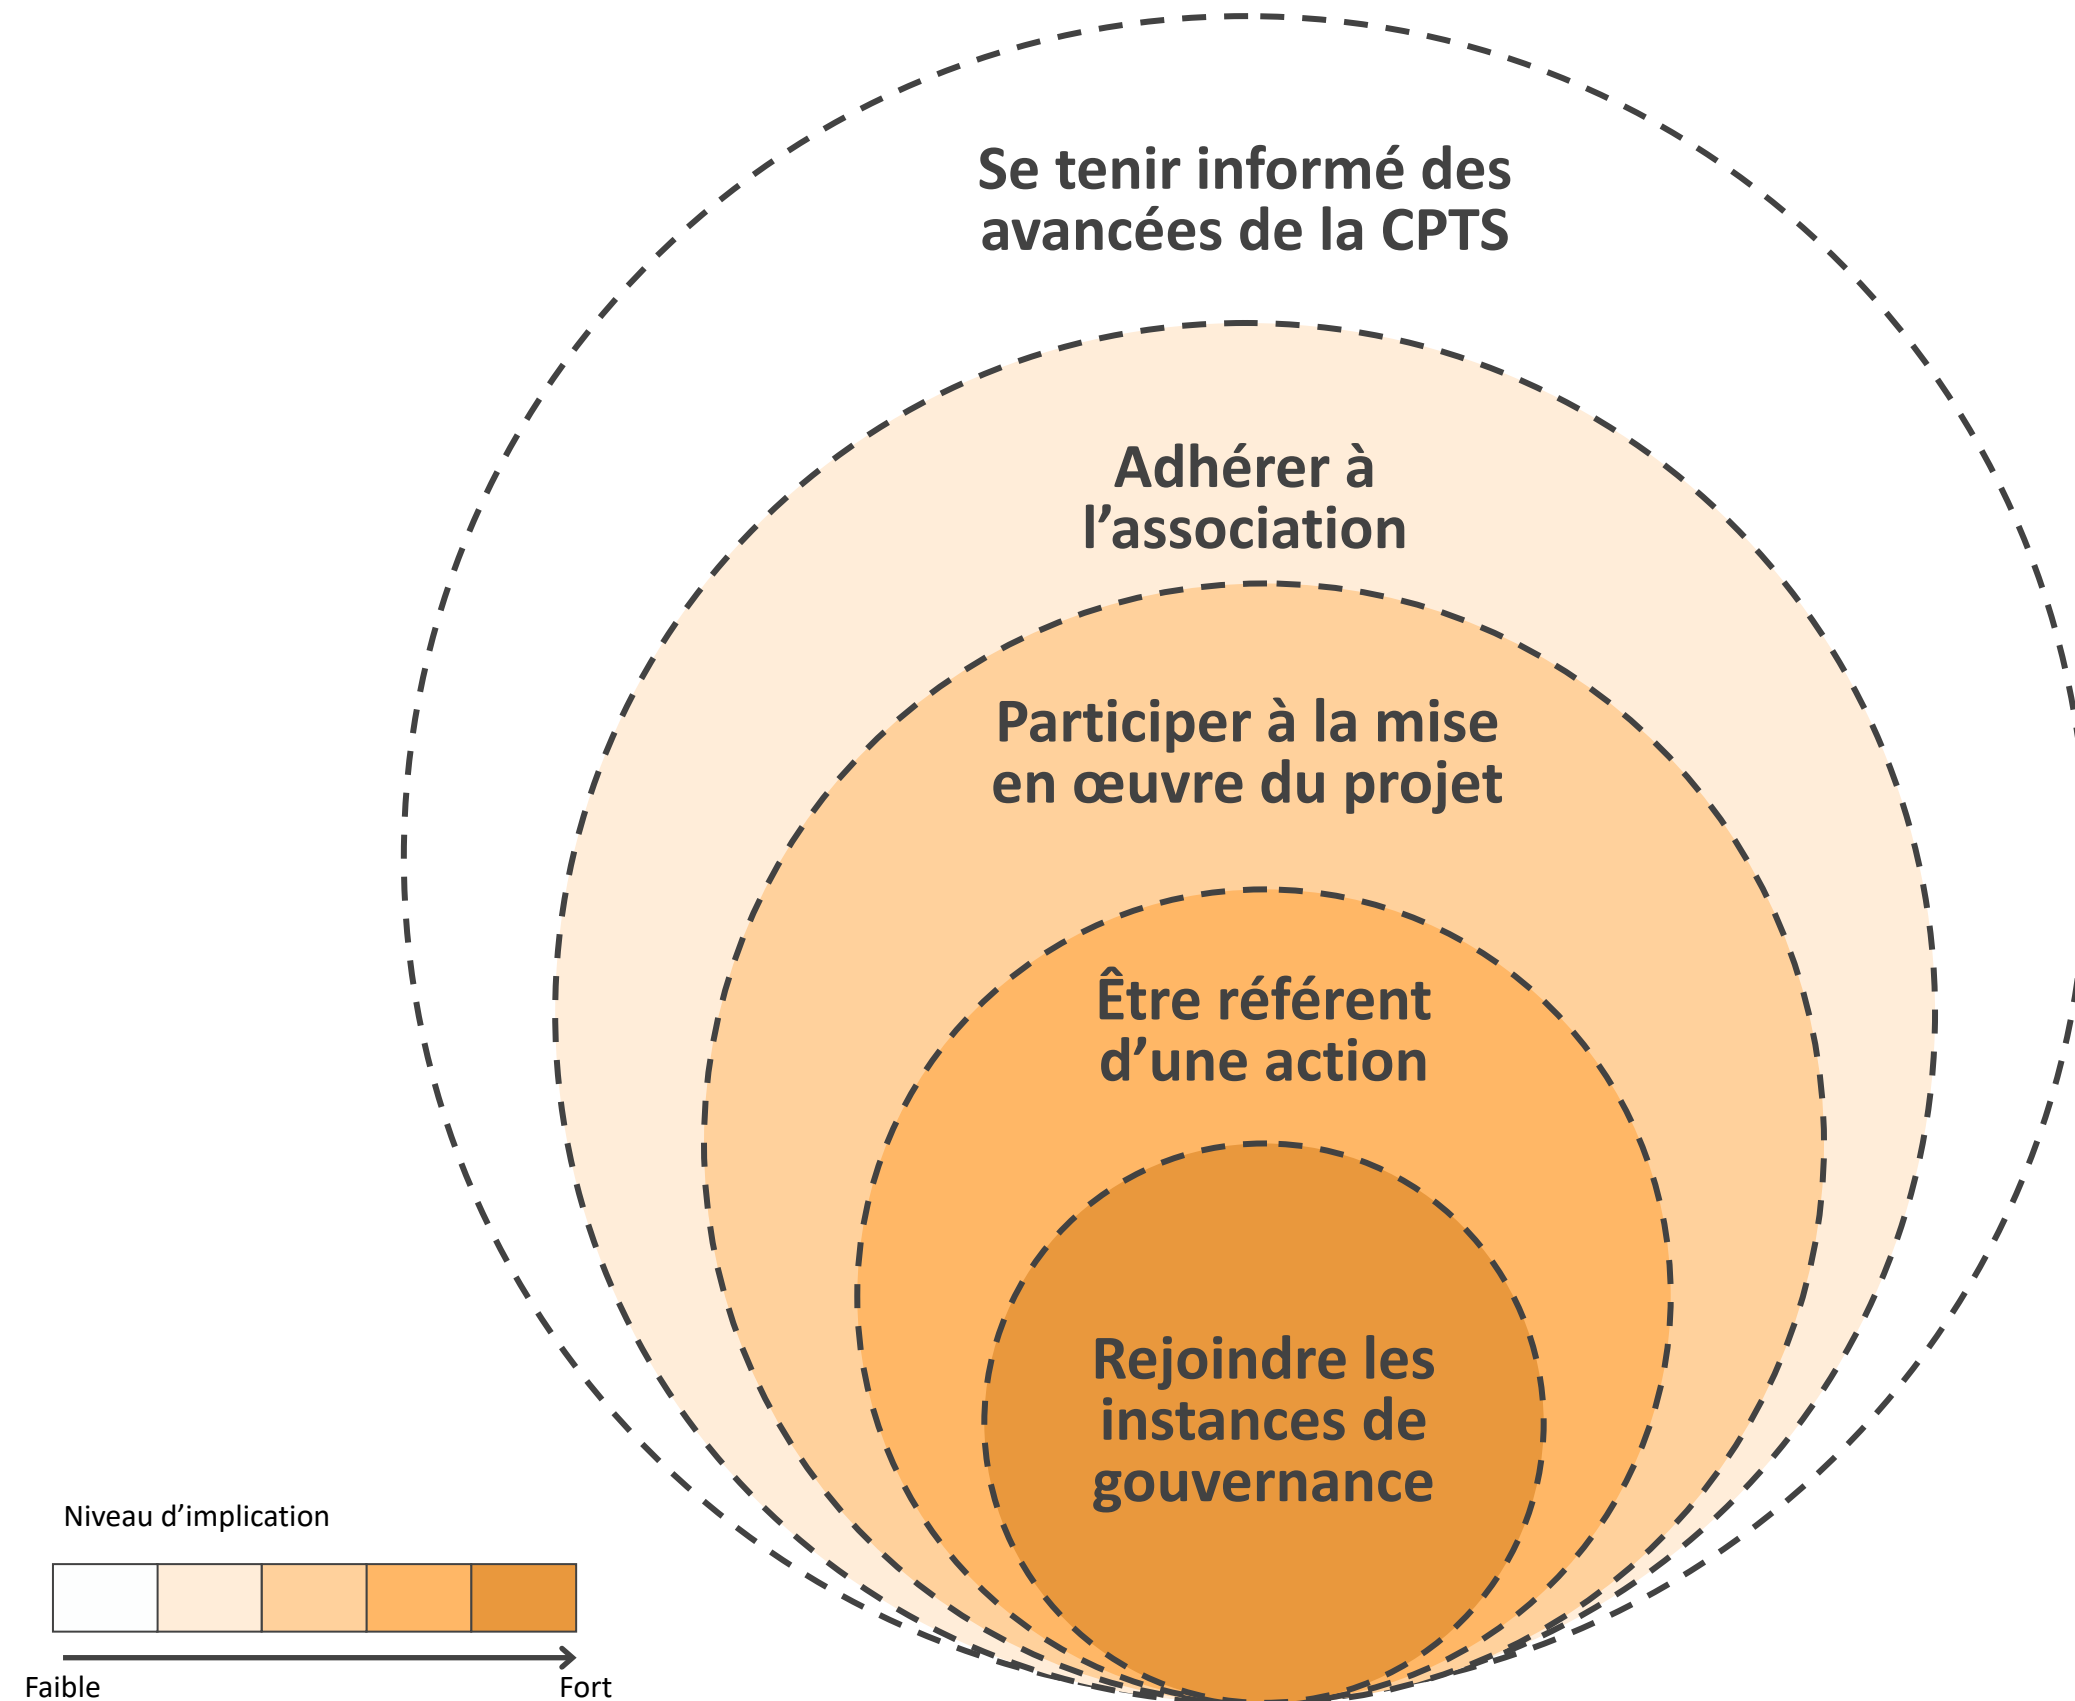 Se tenir informé des
avancées de la CPTS
Adhérer à
l’association
Participer à la mise
en œuvre du projet
Être référent
d’une action
Rejoindre les
instances de
gouvernance
Niveau d’implication
Faible
Fort